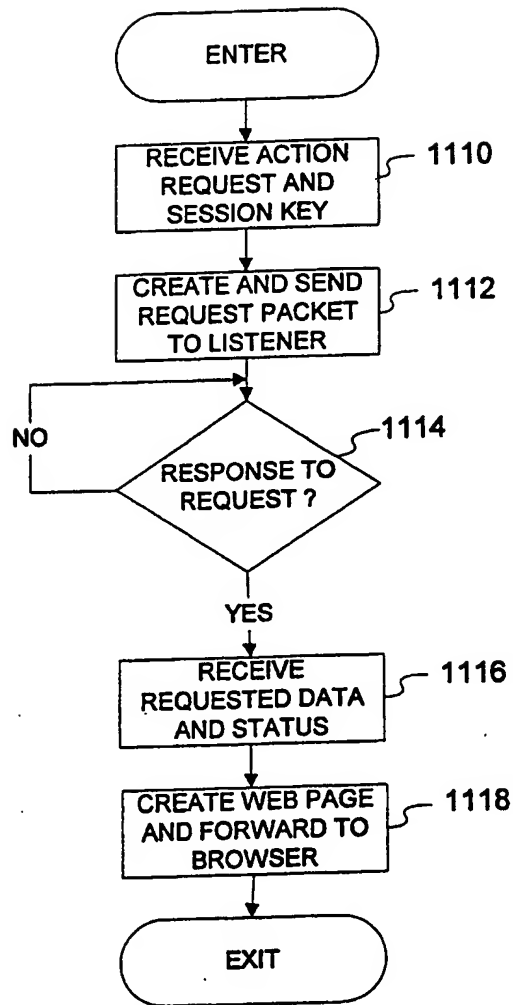 ENTER
RECEIVE ACTION
REQUEST AND
SESSION KEY
1110
CREATE AND SEND
REQUEST PACKET
TO LISTENER
1112
NO
RESPONSE TO
REQUEST ?
1114
YES
RECEIVE
REQUESTED DATA
AND STATUS
1116
CREATE WEB PAGE
AND FORWARD TO
BROWSER
1118
EXIT